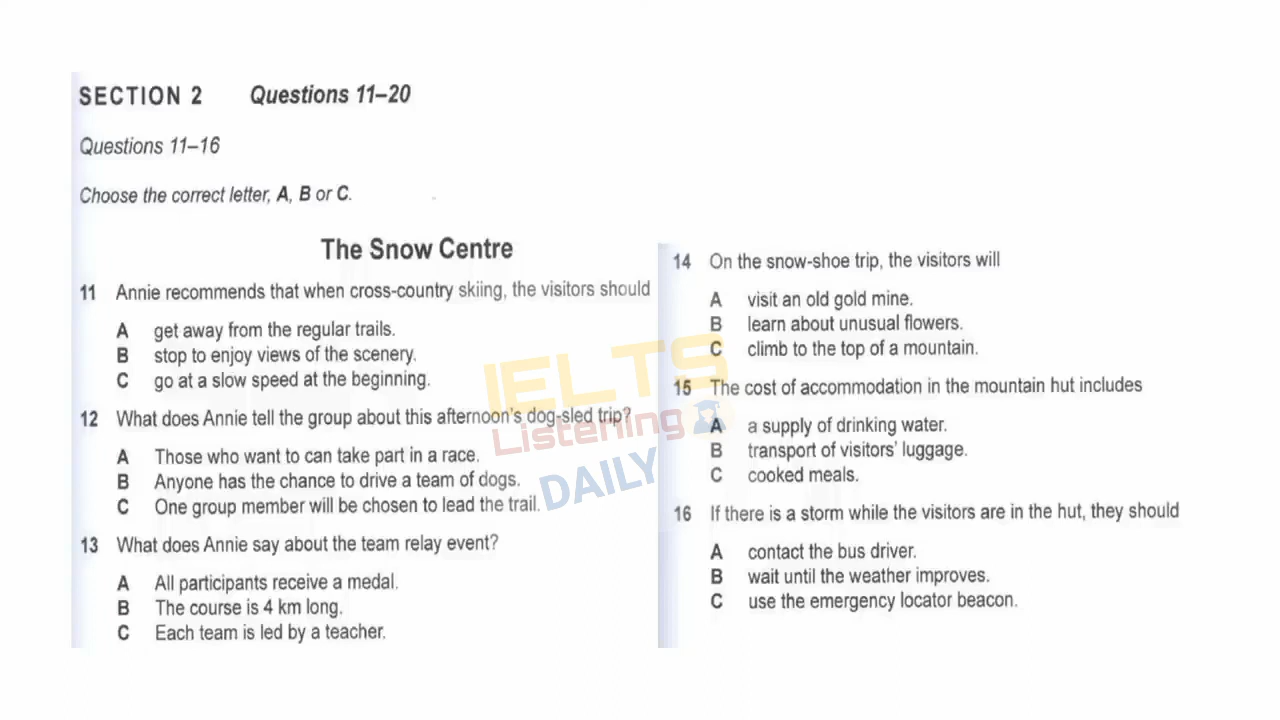 SECTION 2 Questions 11–20
Questions 11–16
Choose the correct letter, A, B or C.
The Snow Centre
11 Annie recommends that when cross-country skiing, the visitors should
A get away from the regular trails.
B stop to enjoy views of the scenery.
C go at a slow speed at the beginning.
12 What does Annie tell the group about this afternoon's dog-sled trip?
A Those who want to can take part in a race.
B Anyone has the chance to drive a team of dogs.
C One group member will be chosen to lead the trail.
13 What does Annie say about the team relay event?
A All participants receive a medal.
B The course is 4 km long.
C Each team is led by a teacher.
14 On the snow-shoe trip, the visitors will
A visit an old gold mine.
B learn about unusual flowers.
C climb to the top of a mountain.
15 The cost of accommodation in the mountain hut includes
A a supply of drinking water.
B transport of visitors' luggage.
C cooked meals.
16 If there is a storm while the visitors are in the hut, they should
A contact the bus driver.
B wait until the weather improves.
C use the emergency locator beacon.
IELTS
Listening
DAILY